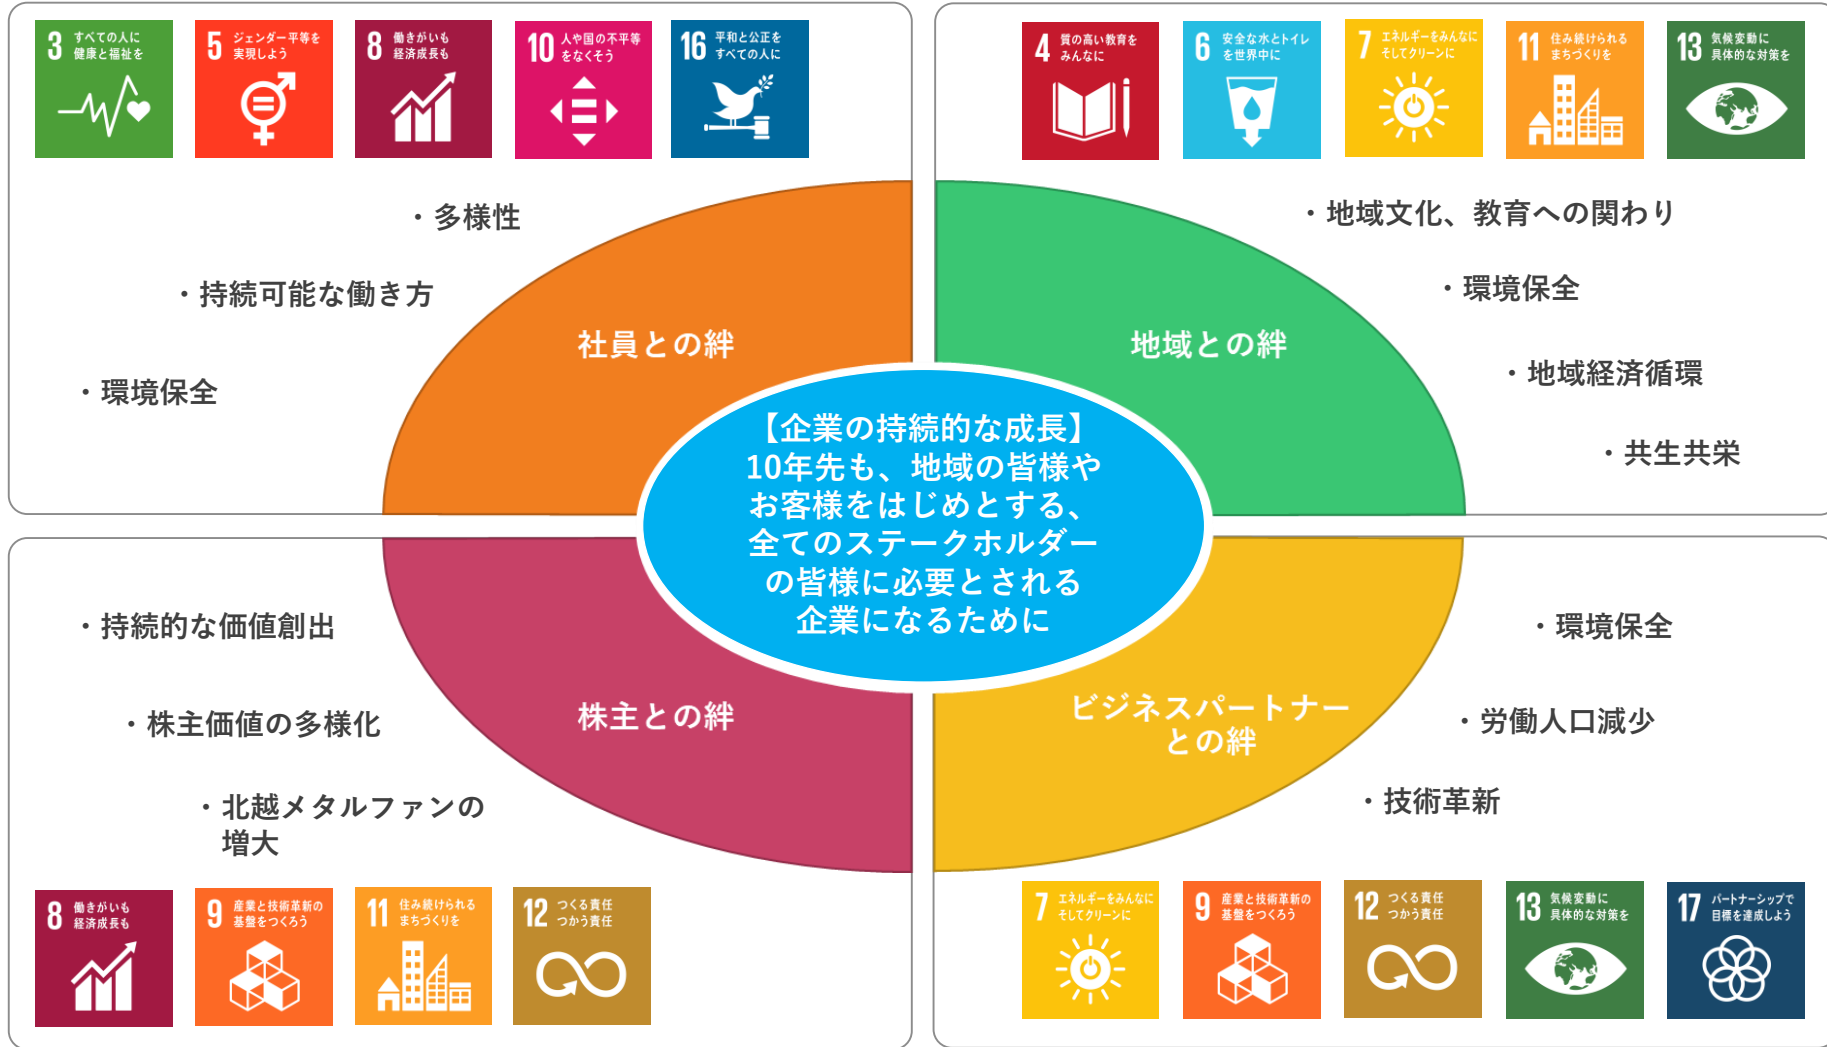 3 すべての人に
健康と福祉を
5 ジェンダー平等を
実現しよう
8 働きがいも
経済成長も
10 人や国の不平等
をなくそう
16 平和と公正を
すべての人に
・多様性
・持続可能な働き方
・環境保全
社員との絆
4 質の高い教育を
みんなに
6 安全な水とトイレ
を世界中に
7 エネルギーをみんなに
そしてクリーンに
11 住み続けられる
まちづくりを
13 気候変動に
具体的な対策を
・地域文化、教育への関わり
・環境保全
・地域経済循環
・共生共栄
地域との絆
【企業の持続的な成長】
10年先も、地域の皆様や
お客様をはじめとする、
全てのステークホルダー
の皆様に必要とされる
企業になるために
・持続的な価値創出
・株主価値の多様化
・北越メタルファンの
増大
株主との絆
8 働きがいも
経済成長も
9 産業と技術革新の
基盤をつくろう
11 住み続けられる
まちづくりを
12 つくる責任
つかう責任
ビジネスパートナー
との絆
・環境保全
・労働人口減少
・技術革新
7 エネルギーをみんなに
そしてクリーンに
9 産業と技術革新の
基盤をつくろう
12 つくる責任
つかう責任
13 気候変動に
具体的な対策を
17 パートナーシップで
目標を達成しよう